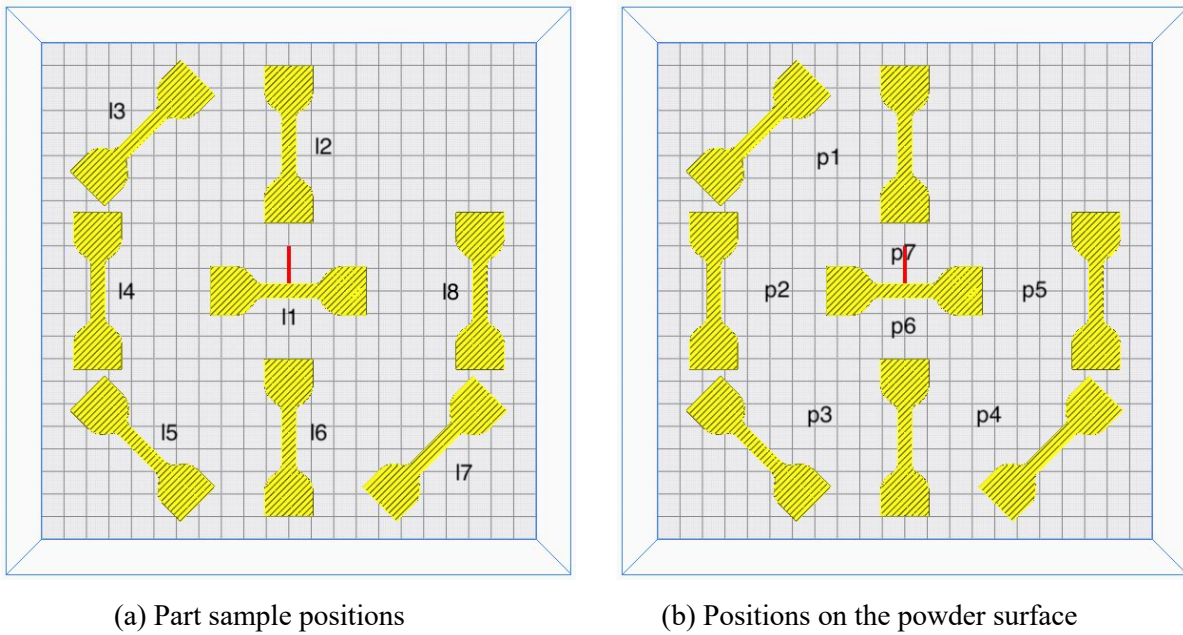 l3
l2
l4
l8
l1
l5
l6
l7
p1
p7
p2
p5
p6
p3
p4
(a) Part sample positions
(b) Positions on the powder surface